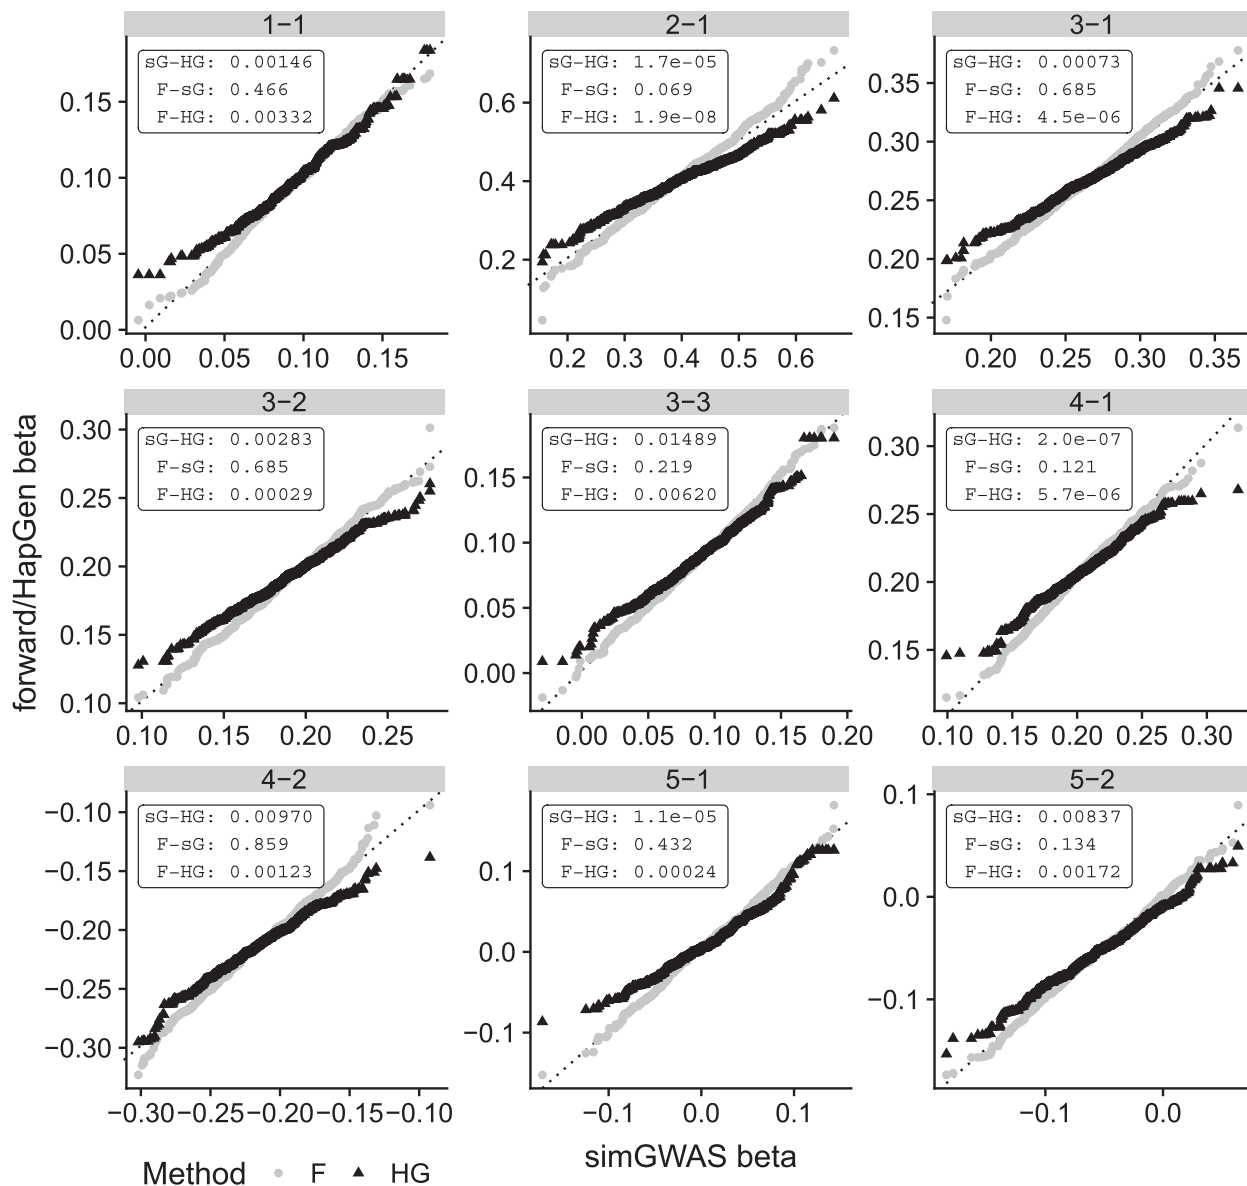 1−1
2−1
3−1
sG-HG: 0.00146
F-sG: 0.466
F-HG: 0.00332
sG-HG: 1.7e-05
F-sG: 0.069
F-HG: 1.9e-08
sG-HG: 0.00073
F-sG: 0.685
F-HG: 4.5e-06
0.15
0.10
0.05
0.00
0.6
0.4
0.2
0.35
0.30
0.25
0.20
0.15
0.00 0.05 0.10 0.15
0.2 0.3 0.4 0.5 0.6
0.20 0.25 0.30 0.35
3−2
3−3
4−1
sG-HG: 0.00283
F-sG: 0.685
F-HG: 0.00029
sG-HG: 0.01489
F-sG: 0.219
F-HG: 0.00620
sG-HG: 2.0e-07
F-sG: 0.121
F-HG: 5.7e-06
forward/HapGen beta
0.30
0.25
0.20
0.15
0.10
0.15
0.10
0.05
0.00
0.30
0.25
0.20
0.15
0.10 0.15 0.20 0.25
0.00 0.05 0.10 0.15 0.20
0.10 0.15 0.20 0.25 0.30
4−2
5−1
5−2
sG-HG: 0.00970
F-sG: 0.859
F-HG: 0.00123
sG-HG: 1.1e-05
F-sG: 0.432
F-HG: 0.00024
sG-HG: 0.00837
F-sG: 0.134
F-HG: 0.00172
−0.10
−0.15
−0.20
−0.25
−0.30
0.1
0.0
−0.1
0.1
0.0
−0.1
−0.30 −0.25 −0.20 −0.15 −0.10
−0.1 0.0 0.1
−0.1 0.0
simGWAS beta
Method F HG